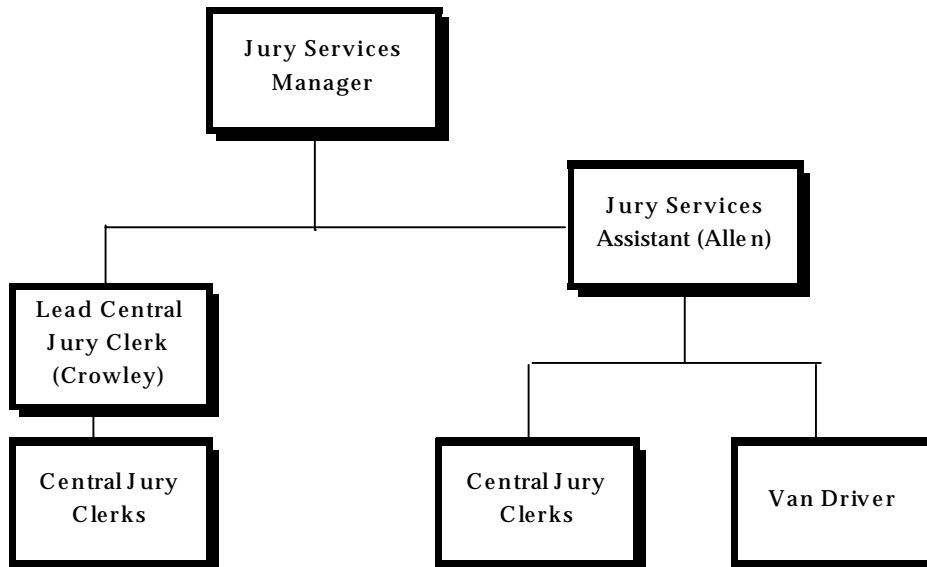 Jury Services
Manager
Jury Services
Assistant (Allen)
Lead Central
Jury Clerk
(Crowley)
Central Jury
Clerks
Central Jury
Clerks
Van Driver